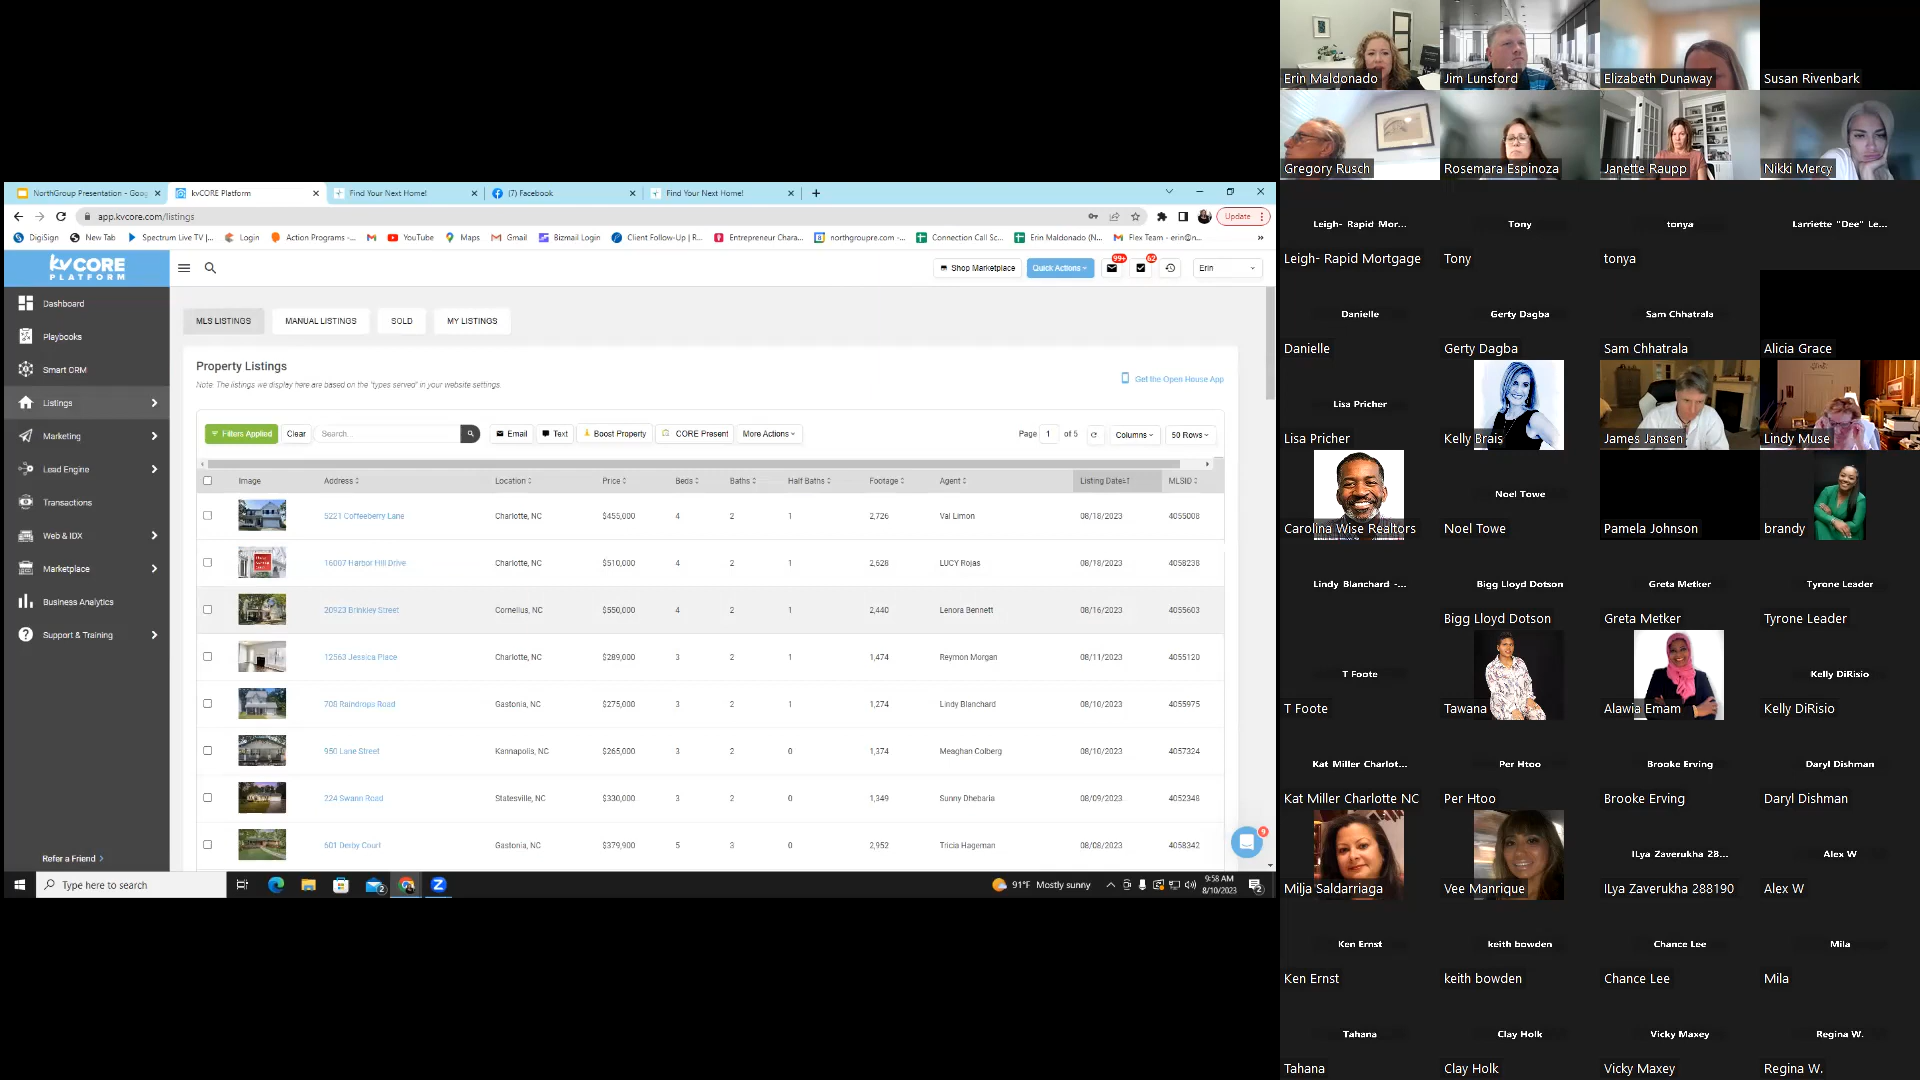 NorthGroup Presentation - Goog
kvCORE Platform
Find Your Next Home!
(7) Facebook
Find Your Next Home!
app.kvcore.com/listings
Update
DigiSign
New Tab
Spectrum Live TV |...
Login
Action Programs -...
YouTube
Maps
Gmail
Bizmail Login
Client Follow-Up | R...
Entrepreneur Chara...
northgroupre.com -...
Connection Call Sc...
Erin Maldonado (N...
Flex Team - erin@n...
kvCORE
PLATFORM
Shop Marketplace
Quick Actions
99+
62
Erin
Dashboard
Playbooks
Smart CRM
Listings
Marketing
Lead Engine
Transactions
Web & IDX
Marketplace
Business Analytics
Support & Training
Refer a Friend
MLS LISTINGS
MANUAL LISTINGS
SOLD
MY LISTINGS
Property Listings
Note: The listings we display here are based on the "types served" in your website settings.
Get the Open House App
Filters Applied
Clear
Search...
Email
Text
Boost Property
CORE Present
More Actions
Page 1 of 5
Columns
50 Rows
Image Address Location Price Beds Baths Half Baths Footage Agent Listing Date MLSID
5221 Coffeeberry Lane Charlotte, NC $455,000 4 2 1 2,726 Val Limon 08/18/2023 4055008
16007 Harbor Hill Drive Charlotte, NC $510,000 4 2 1 2,628 LUCY Rojas 08/18/2023 4058238
20923 Brinkley Street Cornelius, NC $550,000 4 2 1 2,440 Lenora Bennett 08/16/2023 4055603
12563 Jessica Place Charlotte, NC $289,000 3 2 1 1,474 Reymon Morgan 08/11/2023 4055120
708 Raindrops Road Gastonia, NC $275,000 3 2 1 1,274 Lindy Blanchard 08/10/2023 4055975
950 Lane Street Kannapolis, NC $265,000 3 2 0 1,374 Meaghan Colberg 08/10/2023 4057324
224 Swann Road Statesville, NC $330,000 3 2 0 1,349 Sunny Dhebaria 08/09/2023 4052348
601 Derby Court Gastonia, NC $379,900 5 3 0 2,952 Tricia Hageman 08/08/2023 4058342
9
Type here to search
91°F Mostly sunny
9:58 AM
8/10/2023
Erin Maldonado
Jim Lunsford
Elizabeth Dunaway
Susan Rivenbark
Gregory Rusch
Rosemara Espinoza
Janette Raupp
Nikki Mercy
Leigh- Rapid Mor...
Tony
tonya
Larriette "Dee" Le...
Leigh- Rapid Mortgage
Tony
tonya
Danielle
Gerty Dagba
Sam Chhatrala
Danielle
Gerty Dagba
Sam Chhatrala
Alicia Grace
Lisa Pricher
Lisa Pricher
Kelly Brais
James Jansen
Lindy Muse
Noel Towe
Carolina Wise Realtors
Noel Towe
Pamela Johnson
brandy
Lindy Blanchard -...
Bigg Lloyd Dotson
Greta Metker
Tyrone Leader
Bigg Lloyd Dotson
Greta Metker
Tyrone Leader
T Foote
Kelly DiRisio
T Foote
Tawana
Alawia Emam
Kelly DiRisio
Kat Miller Charlot...
Per Htoo
Brooke Erving
Daryl Dishman
Kat Miller Charlotte NC
Per Htoo
Brooke Erving
Daryl Dishman
ILya Zaverukha 28...
Alex W
Milja Saldarriaga
Vee Manrique
ILya Zaverukha 288190
Alex W
Ken Ernst
keith bowden
Chance Lee
Mila
Ken Ernst
keith bowden
Chance Lee
Mila
Tahana
Clay Holk
Vicky Maxey
Regina W.
Tahana
Clay Holk
Vicky Maxey
Regina W.